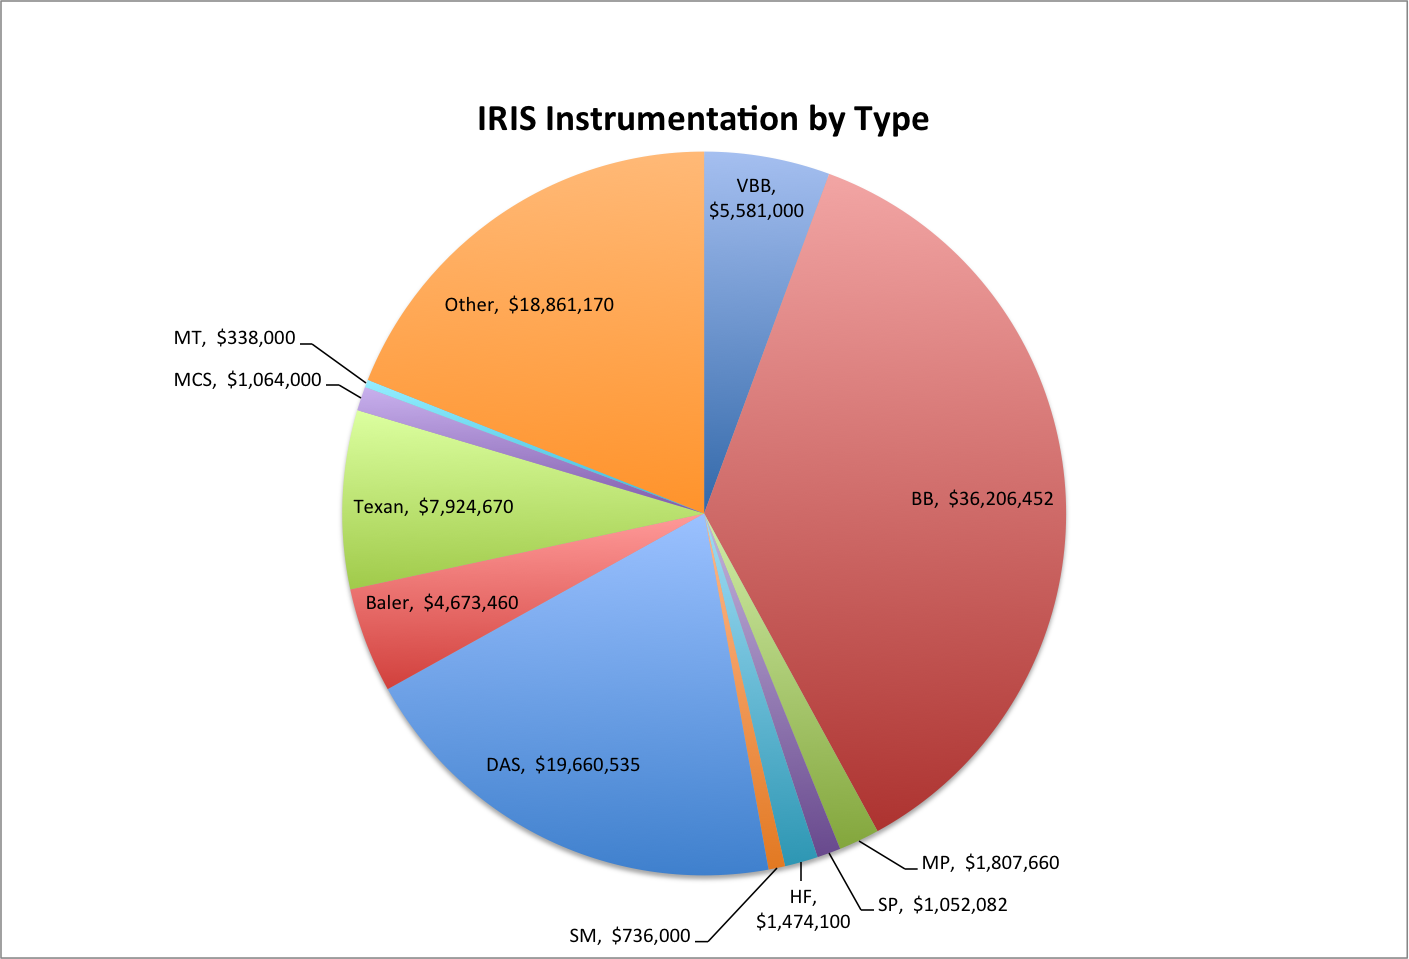 IRIS Instrumentation by Type
VBB,
$5,581,000
BB, $36,206,452
MP, $1,807,660
SP, $1,052,082
HF,
$1,474,100
SM, $736,000
DAS, $19,660,535
Baler, $4,673,460
Texan, $7,924,670
MCS, $1,064,000
MT, $338,000
Other, $18,861,170